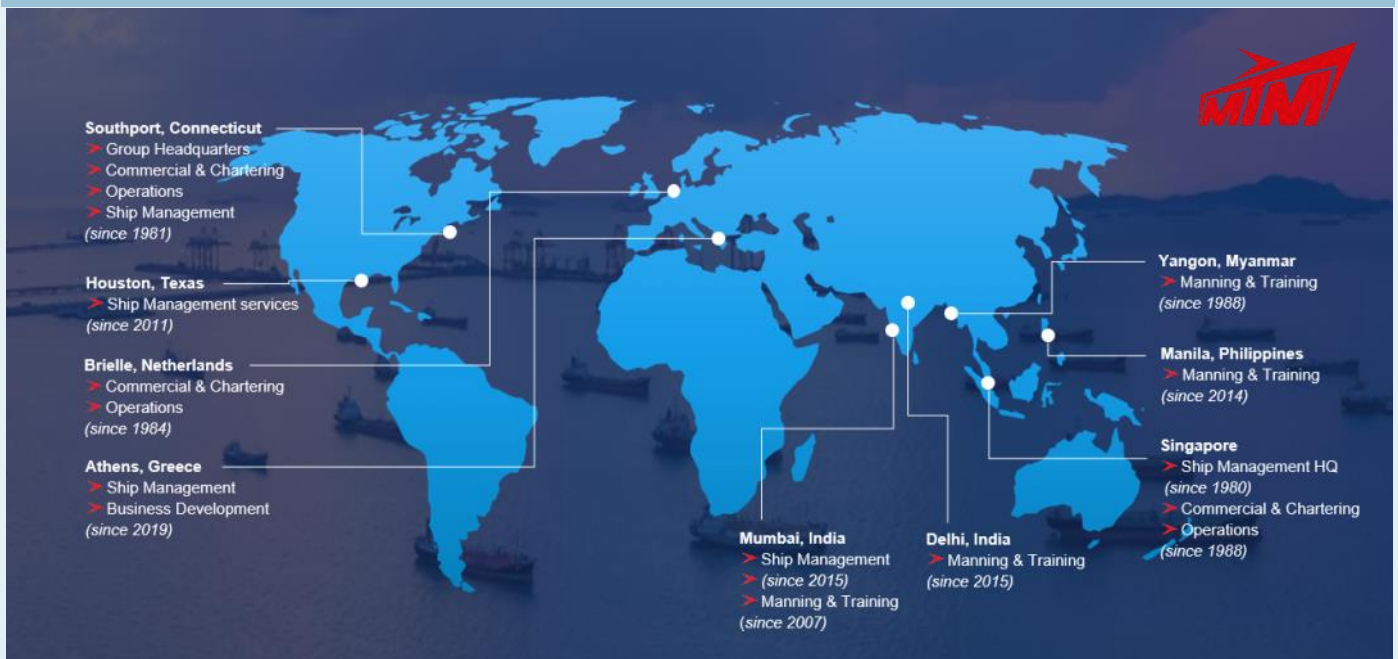 MTM
Southport, Connecticut
Group Headquarters
Commercial & Chartering
Operations
Ship Management
(since 1981)
Houston, Texas
Ship Management services
(since 2011)
Brielle, Netherlands
Commercial & Chartering
Operations
(since 1984)
Athens, Greece
Ship Management
Business Development
(since 2019)
Mumbai, India
Ship Management
(since 2015)
Manning & Training
(since 2007)
Delhi, India
Manning & Training
(since 2015)
Yangon, Myanmar
Manning & Training
(since 1988)
Manila, Philippines
Manning & Training
(since 2014)
Singapore
Ship Management HQ
(since 1980)
Commercial & Chartering
Operations
(since 1988)